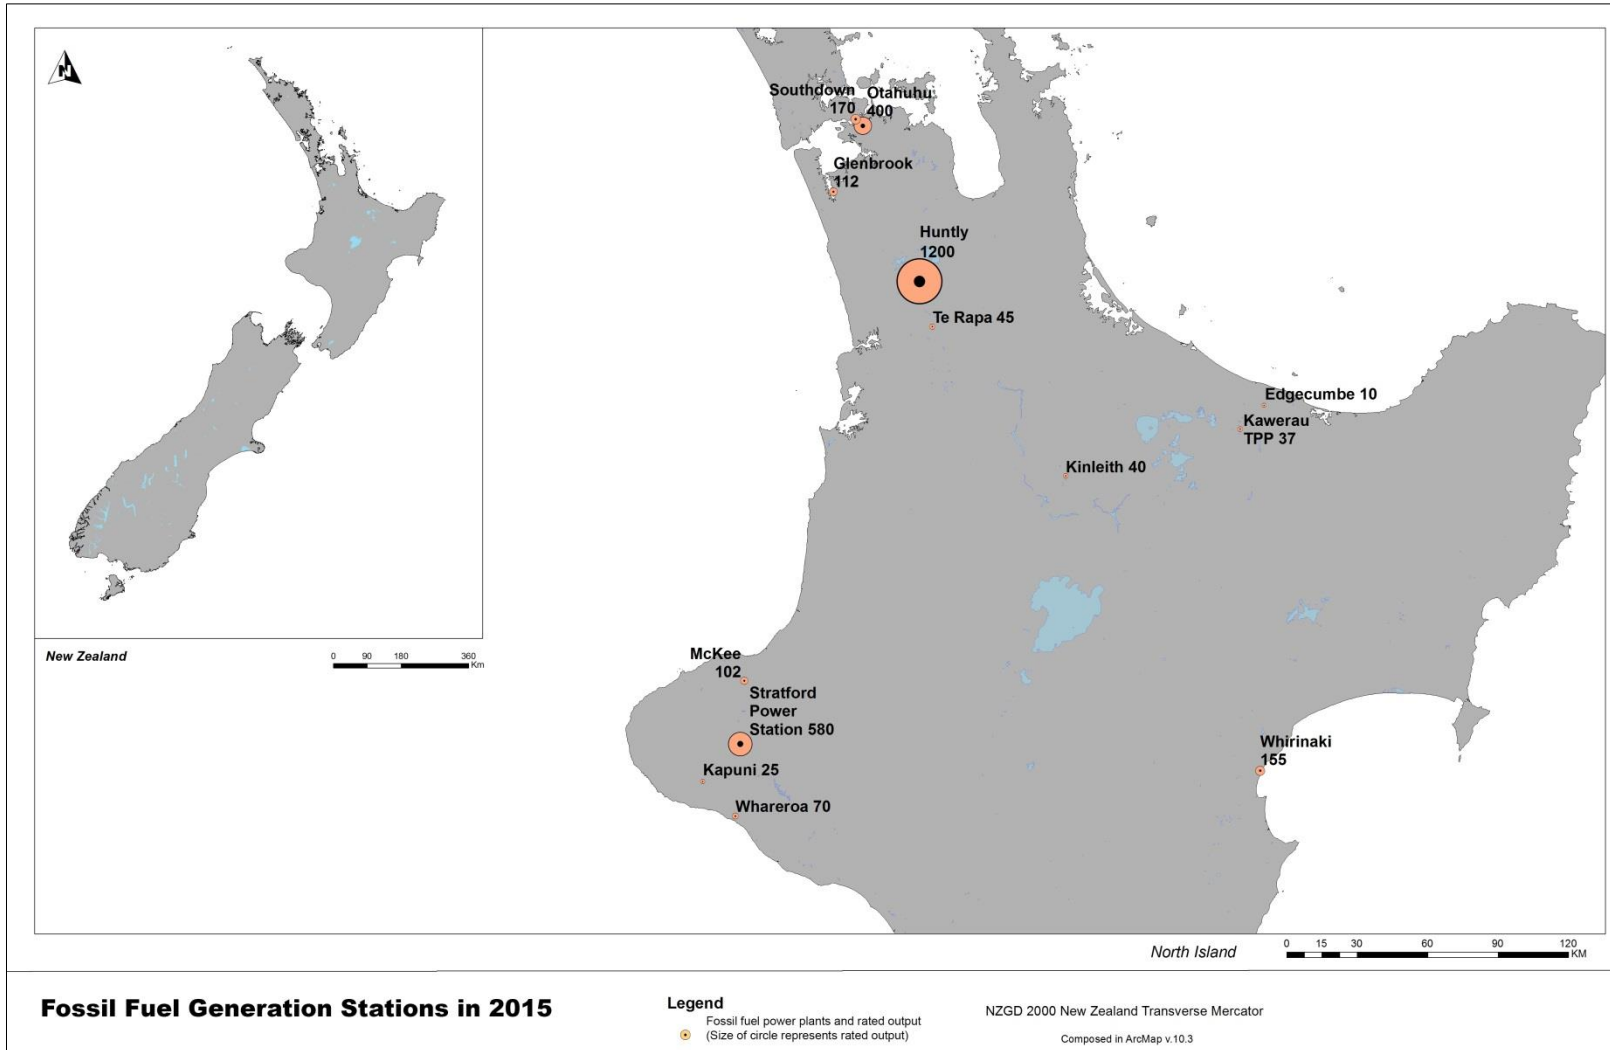 N
Southdown
170
Otahuhu
400
Glenbrook
112
Huntly
1200
Te Rapa 45
Edgecumbe 10
Kawerau
TPP 37
Kinleith 40
McKee
102
Stratford
Power
Station 580
Kapuni 25
Whareroa 70
Whirinaki
155
New Zealand
0 90 180 360
Km
North Island
0 15 30 60 90 120
KM
Fossil Fuel Generation Stations in 2015
Legend
Fossil fuel power plants and rated output
(Size of circle represents rated output)
NZGD 2000 New Zealand Transverse Mercator
Composed in ArcMap v.10.3